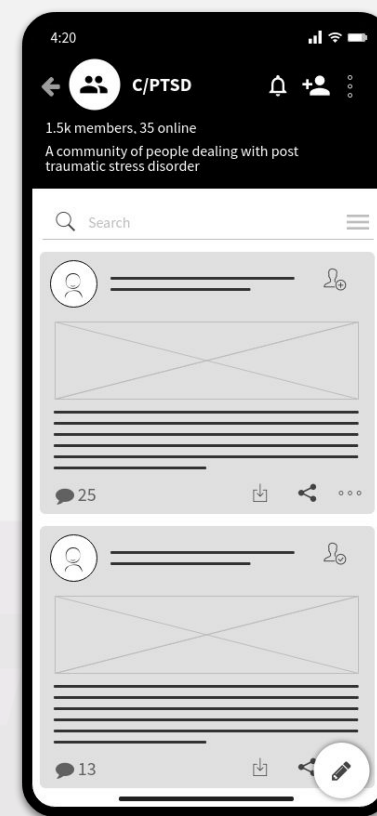 4:20
C/PTSD
1.5k members, 35 online
A community of people dealing with post
traumatic stress disorder
Search
25
13